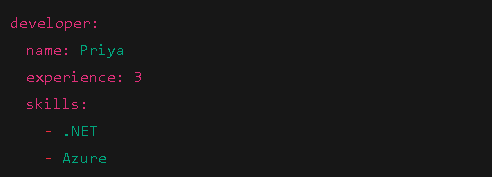 developer:
  name: Priya
  experience: 3
  skills:
    - .NET
    - Azure